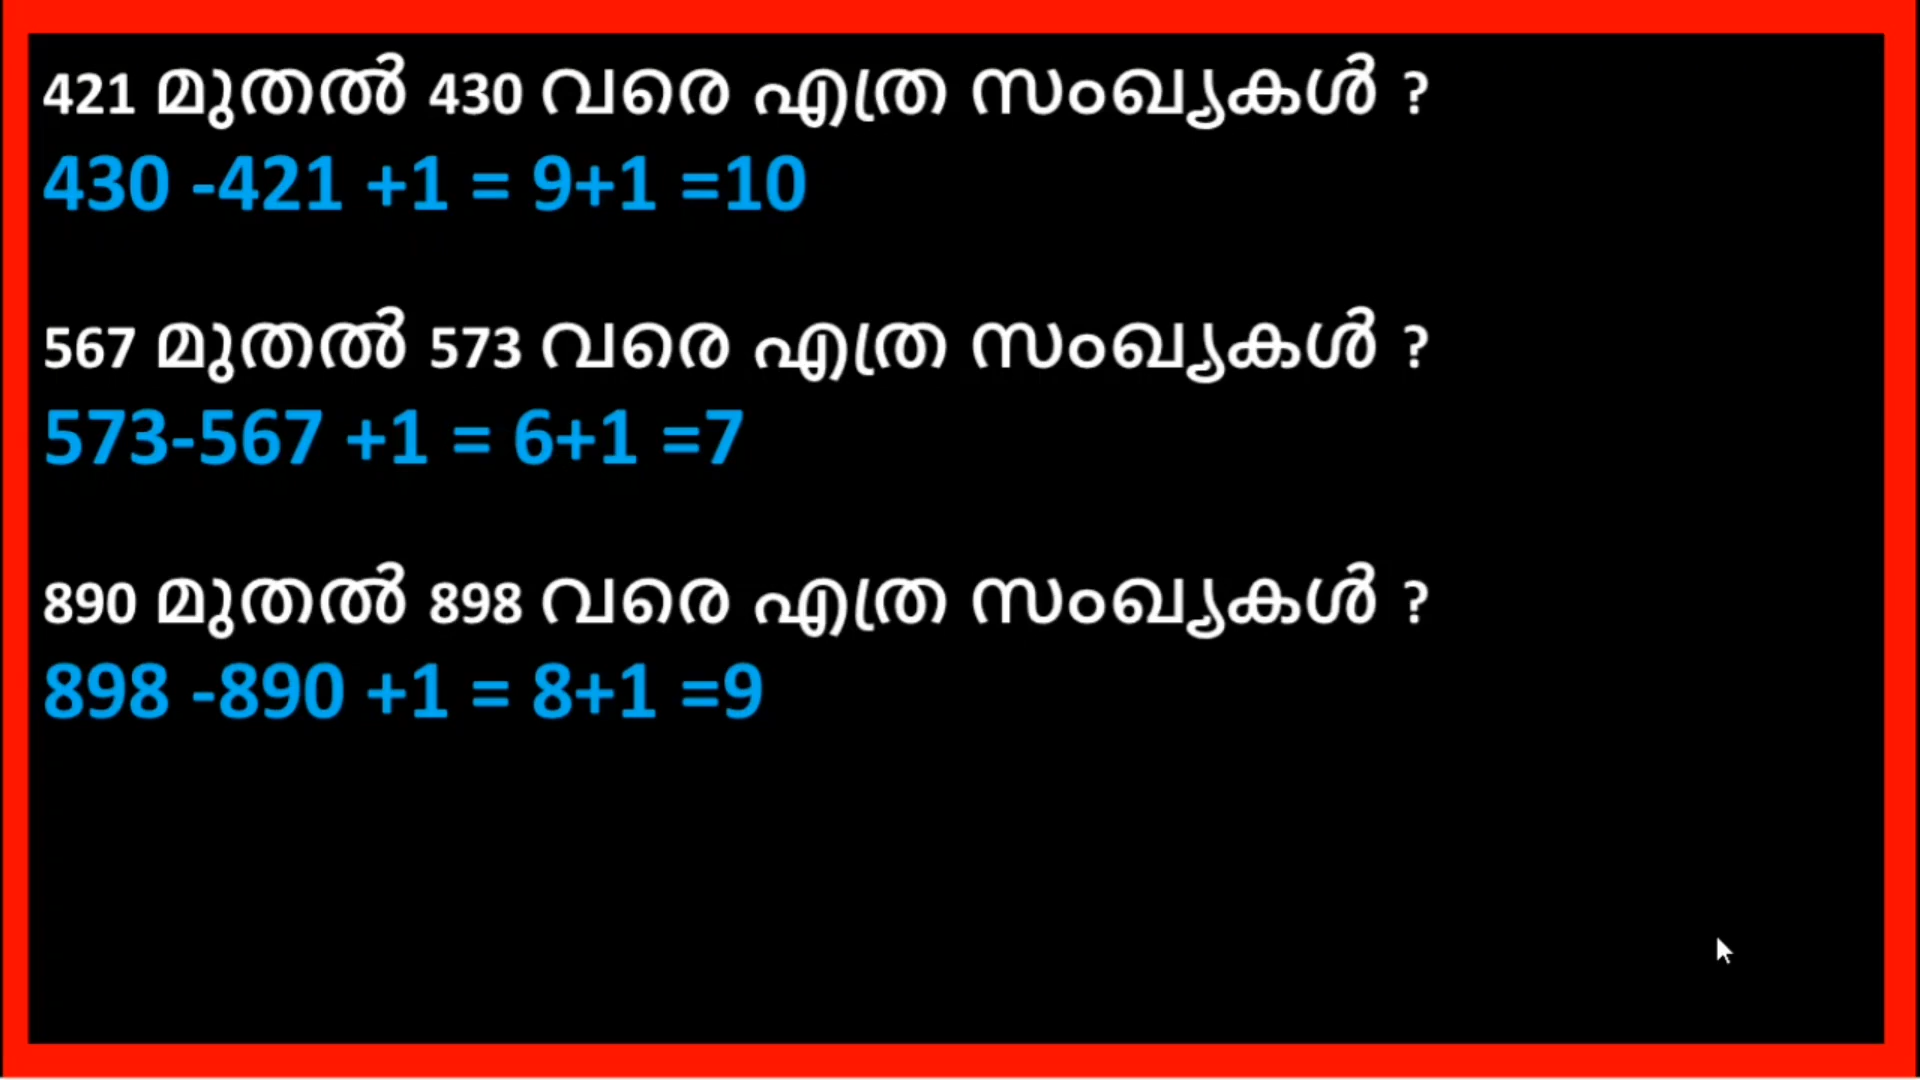 421 മുതൽ 430 വരെ എത്ര സംഖ്യകൾ ?
430 -421 +1 = 9+1 =10
567 മുതൽ 573 വരെ എത്ര സംഖ്യകൾ ?
573-567 +1 = 6+1 =7
890 മുതൽ 898 വരെ എത്ര സംഖ്യകൾ ?
898 -890 +1 = 8+1 =9